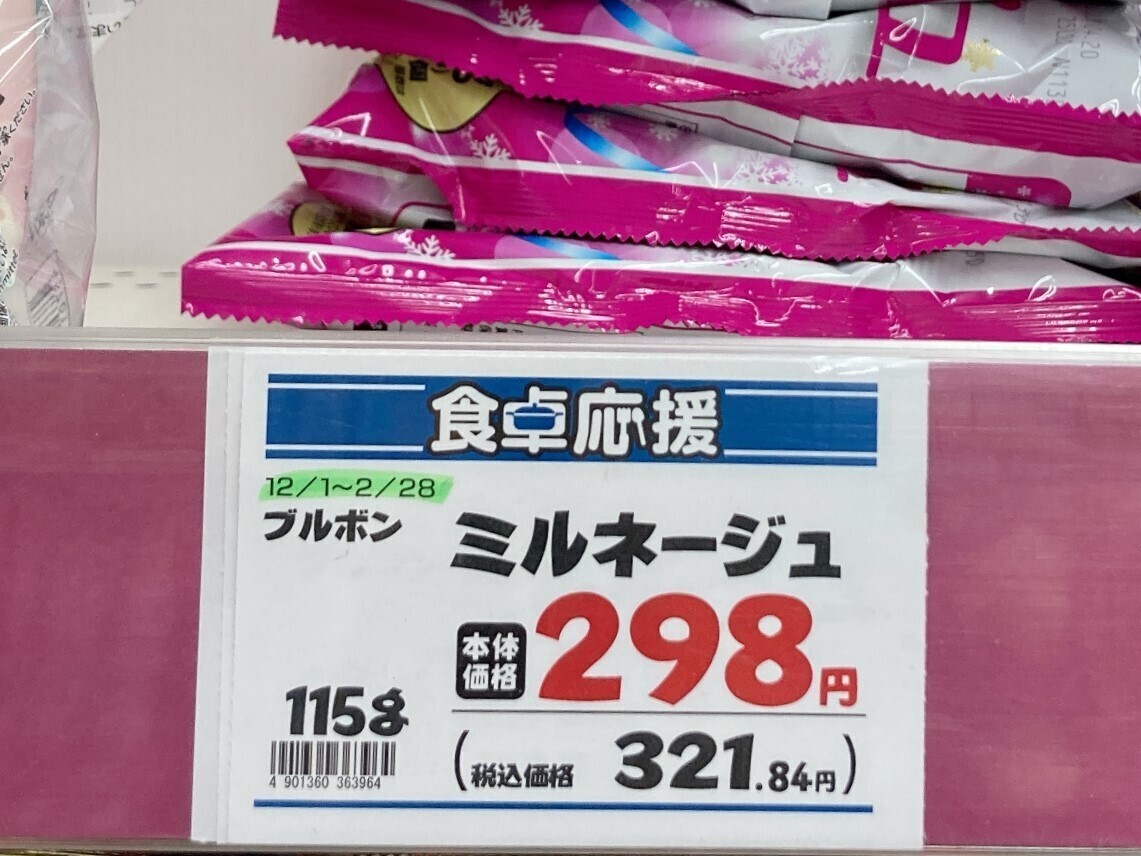 食卓応援
12/1~2/28
ブルボン
ミルネージュ
本体
価格
298円
115g
(税込価格 321.84円)
4 901360 363964